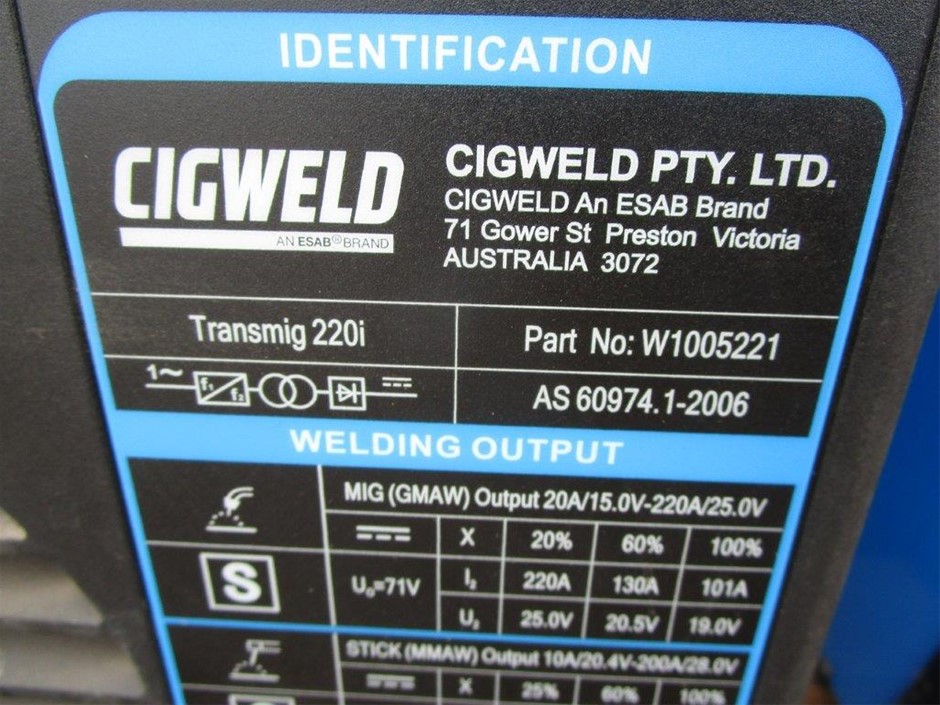 IDENTIFICATION
CIGWELD
AN ESAB® BRAND
CIGWELD PTY. LTD.
CIGWELD An ESAB Brand
71 Gower St Preston Victoria
AUSTRALIA 3072
Transmig 220i
Part No: W1005221
1~ f₁ f₂
AS 60974.1-2006
WELDING OUTPUT
MIG (GMAW) Output 20A/15.0V-220A/25.0V
X 20% 60% 100%
S
U₀=71V
I₂ 220A 130A 101A
U₂ 25.0V 20.5V 19.0V
STICK (MMAW) Output 10A/20.4V-200A/28.0V
X 25% 60% 100%